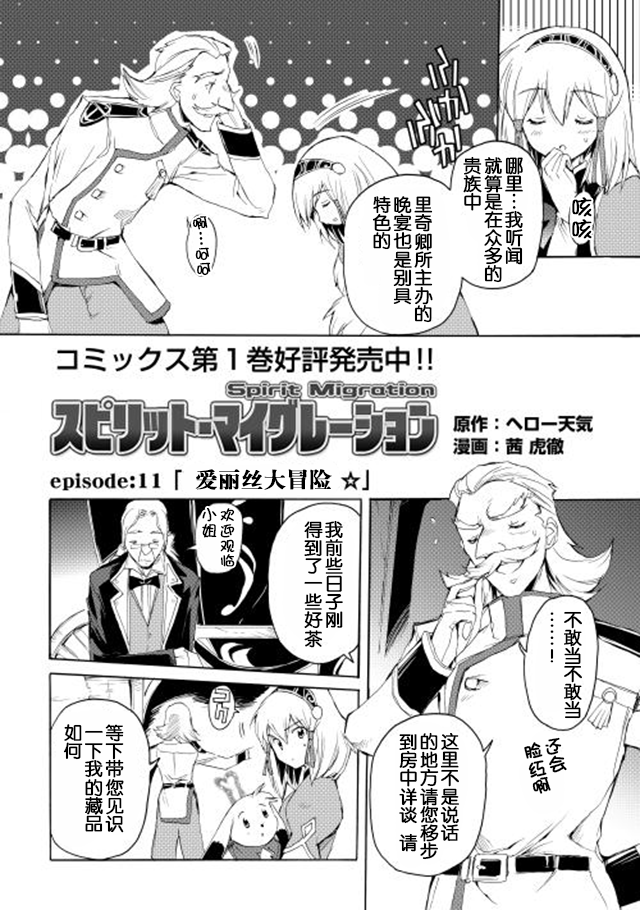 哪里…我听闻
就算是在众多的
贵族中
咳
咳
里奇卿所主办的
晚宴也是别具
特色的
啊…呵
呵
コミックス第1巻好評発売中!!
Spirit Migration
スピリット・マイグレーション
原作：ヘロー天気
漫画：茜 虎徹
episode:11「 爱丽丝大冒险 ☆」
不敢当不敢当
……!
还会
脸红啊
我前些日子刚
得到了一些好茶
欢迎观临
小姐
这里不是说话
的地方请您移步
到房中详谈 请
コク
等下带您见识
一下我的藏品
如何